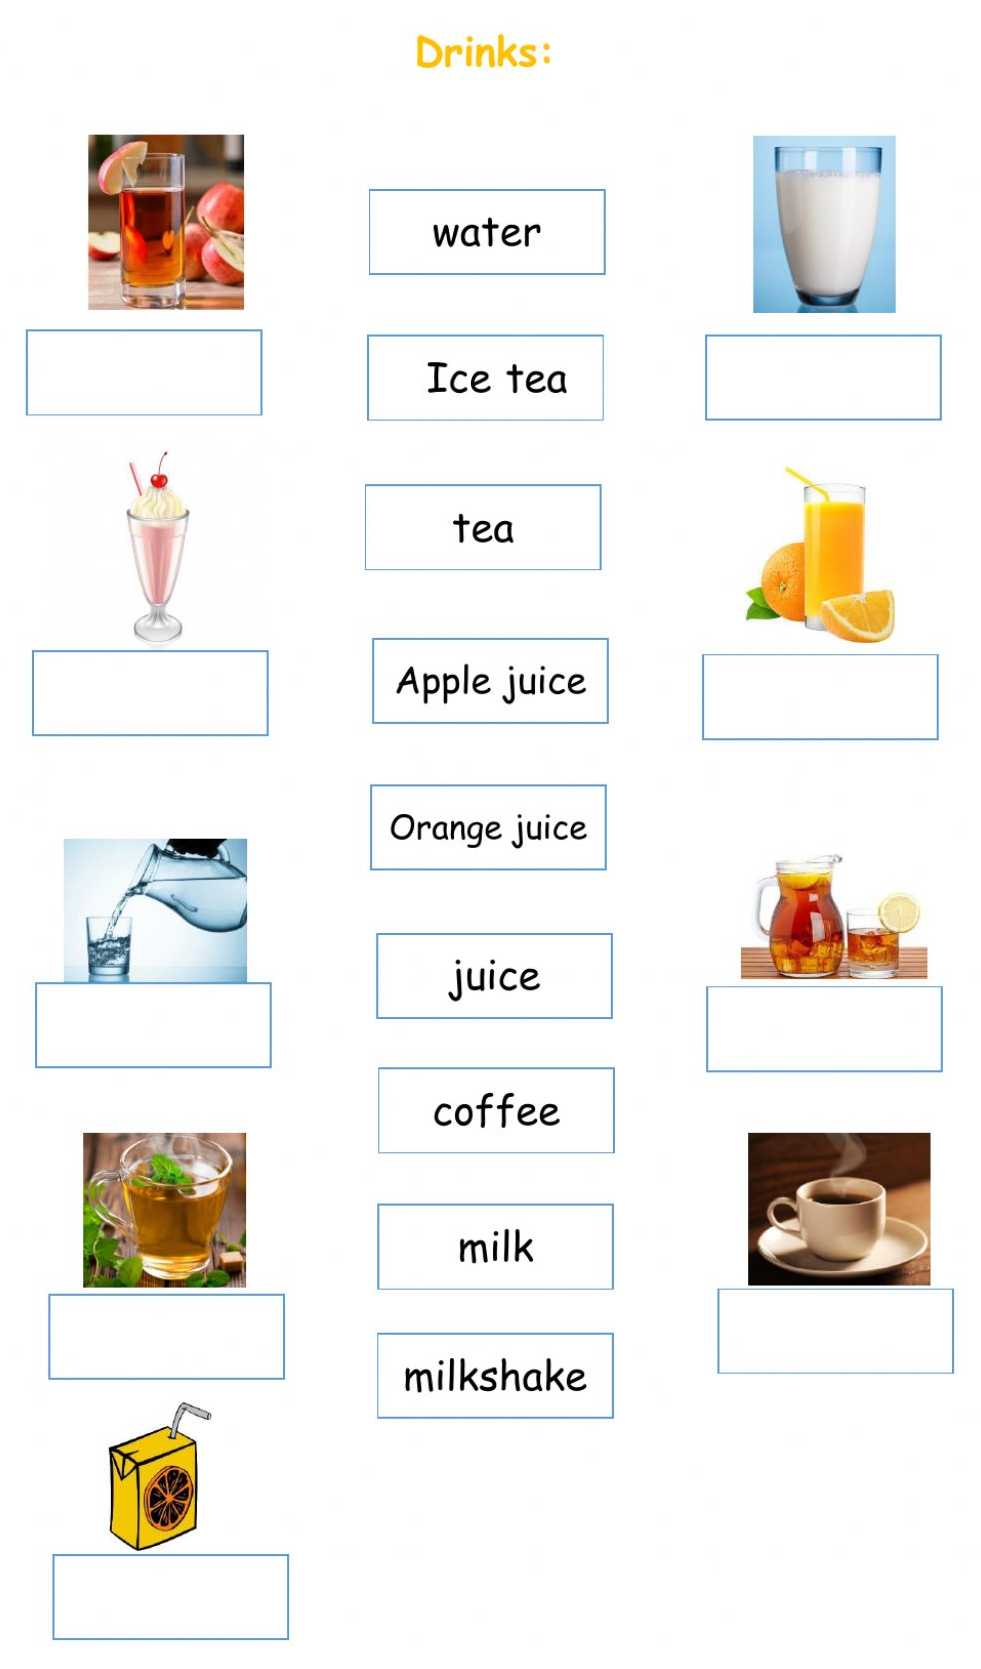 Drinks:
water
Ice tea
tea
Apple juice
Orange juice
juice
coffee
milk
milkshake